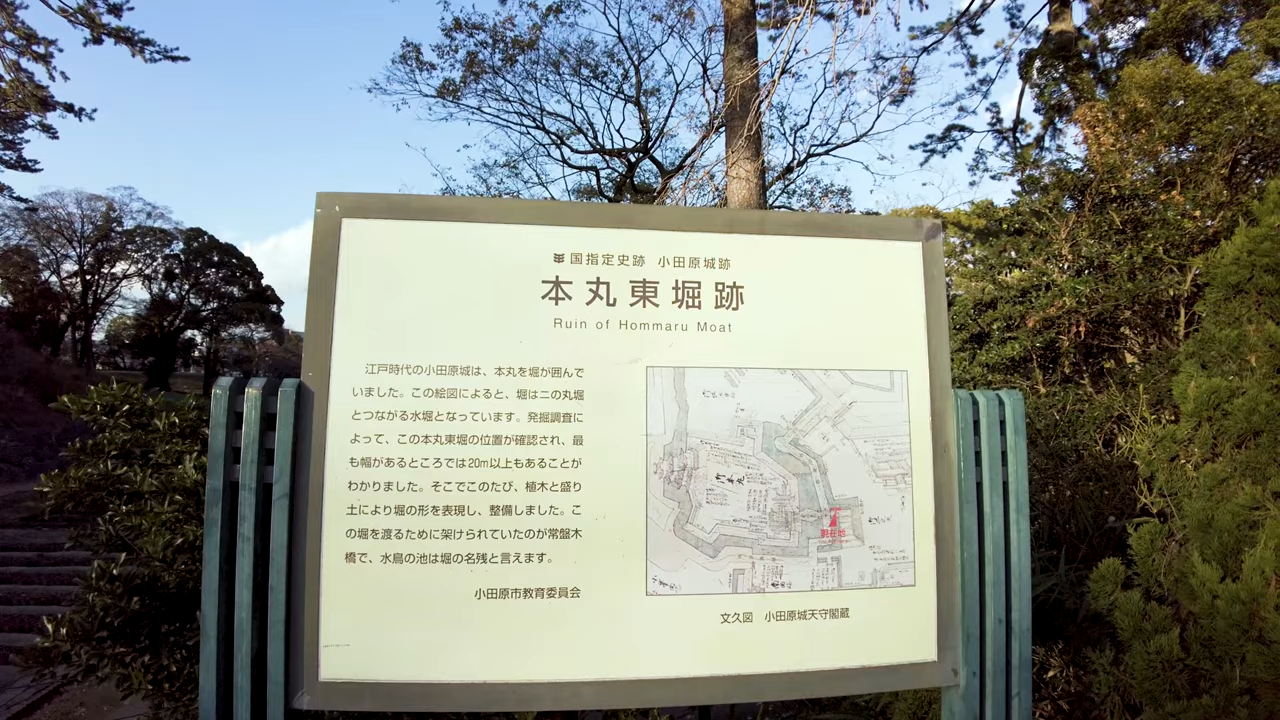 国指定史跡 小田原城跡
本丸東堀跡
Ruin of Hommaru Moat
江戸時代の小田原城は、本丸を堀が囲んで
いました。この絵図によると、堀は二の丸堀
とつながる水堀となっています。発掘調査に
よって、この本丸東堀の位置が確認され、最
も幅があるところでは20m以上もあることが
わかりました。そこでこのたび、植木と盛り
土により堀の形を表現し、整備しました。こ
の堀を渡るために架けられていたのが常盤木
橋で、水鳥の池は堀の名残と言えます。
小田原市教育委員会
現在地
文久図 小田原城天守閣蔵